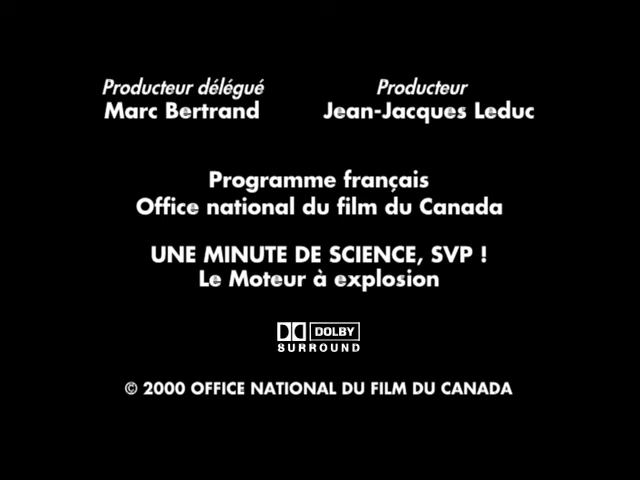 Producteur délégué
Marc Bertrand
Producteur
Jean-Jacques Leduc
Programme français
Office national du film du Canada
UNE MINUTE DE SCIENCE, SVP !
Le Moteur à explosion
DOLBY
SURROUND
© 2000 OFFICE NATIONAL DU FILM DU CANADA